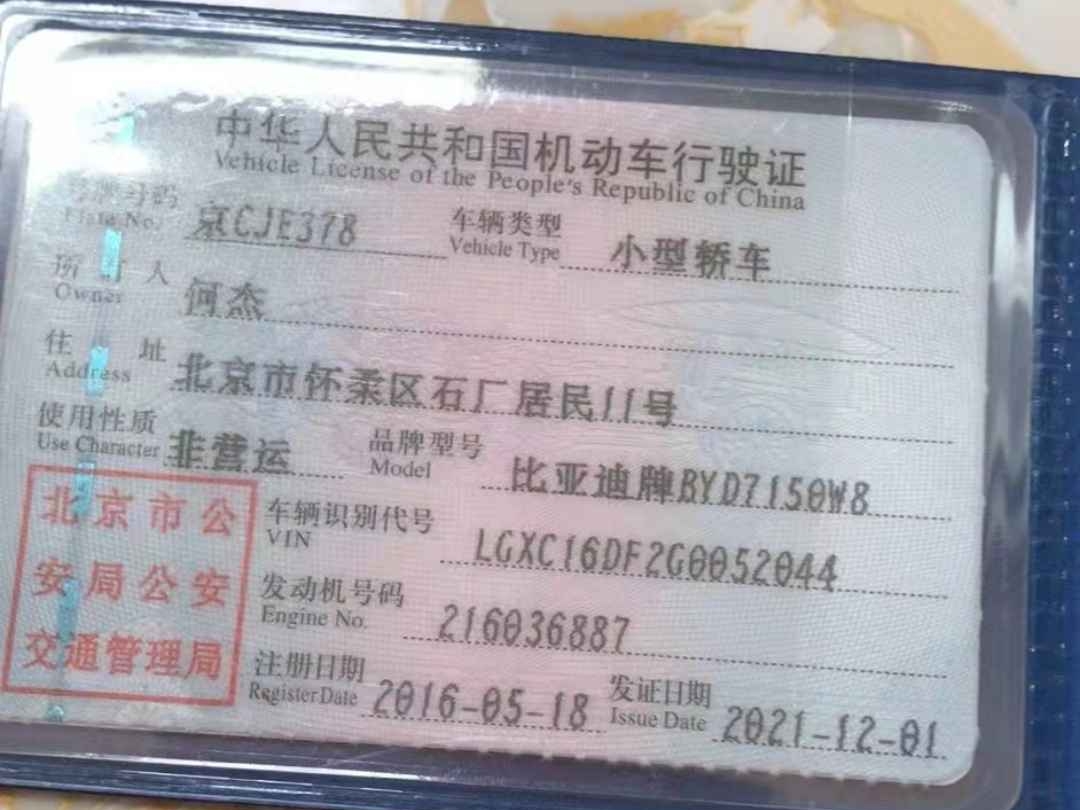 中华人民共和国机动车行驶证
Vehicle License of the People's Republic of China
号牌号码 京CJE378 车辆类型 小型轿车
Plate No. Vehicle Type
所有人 何杰
Owner
住址 北京市怀柔区石厂居民11号
Address
使用性质 非营运 品牌型号 比亚迪牌BYD7150W8
Use Character Model
北京市公
安局公安
交通管理局
车辆识别代号 LGXC16DF2G0052044
VIN
发动机号码 216036887
Engine No.
注册日期 2016-05-18 发证日期 2021-12-01
Register Date Issue Date